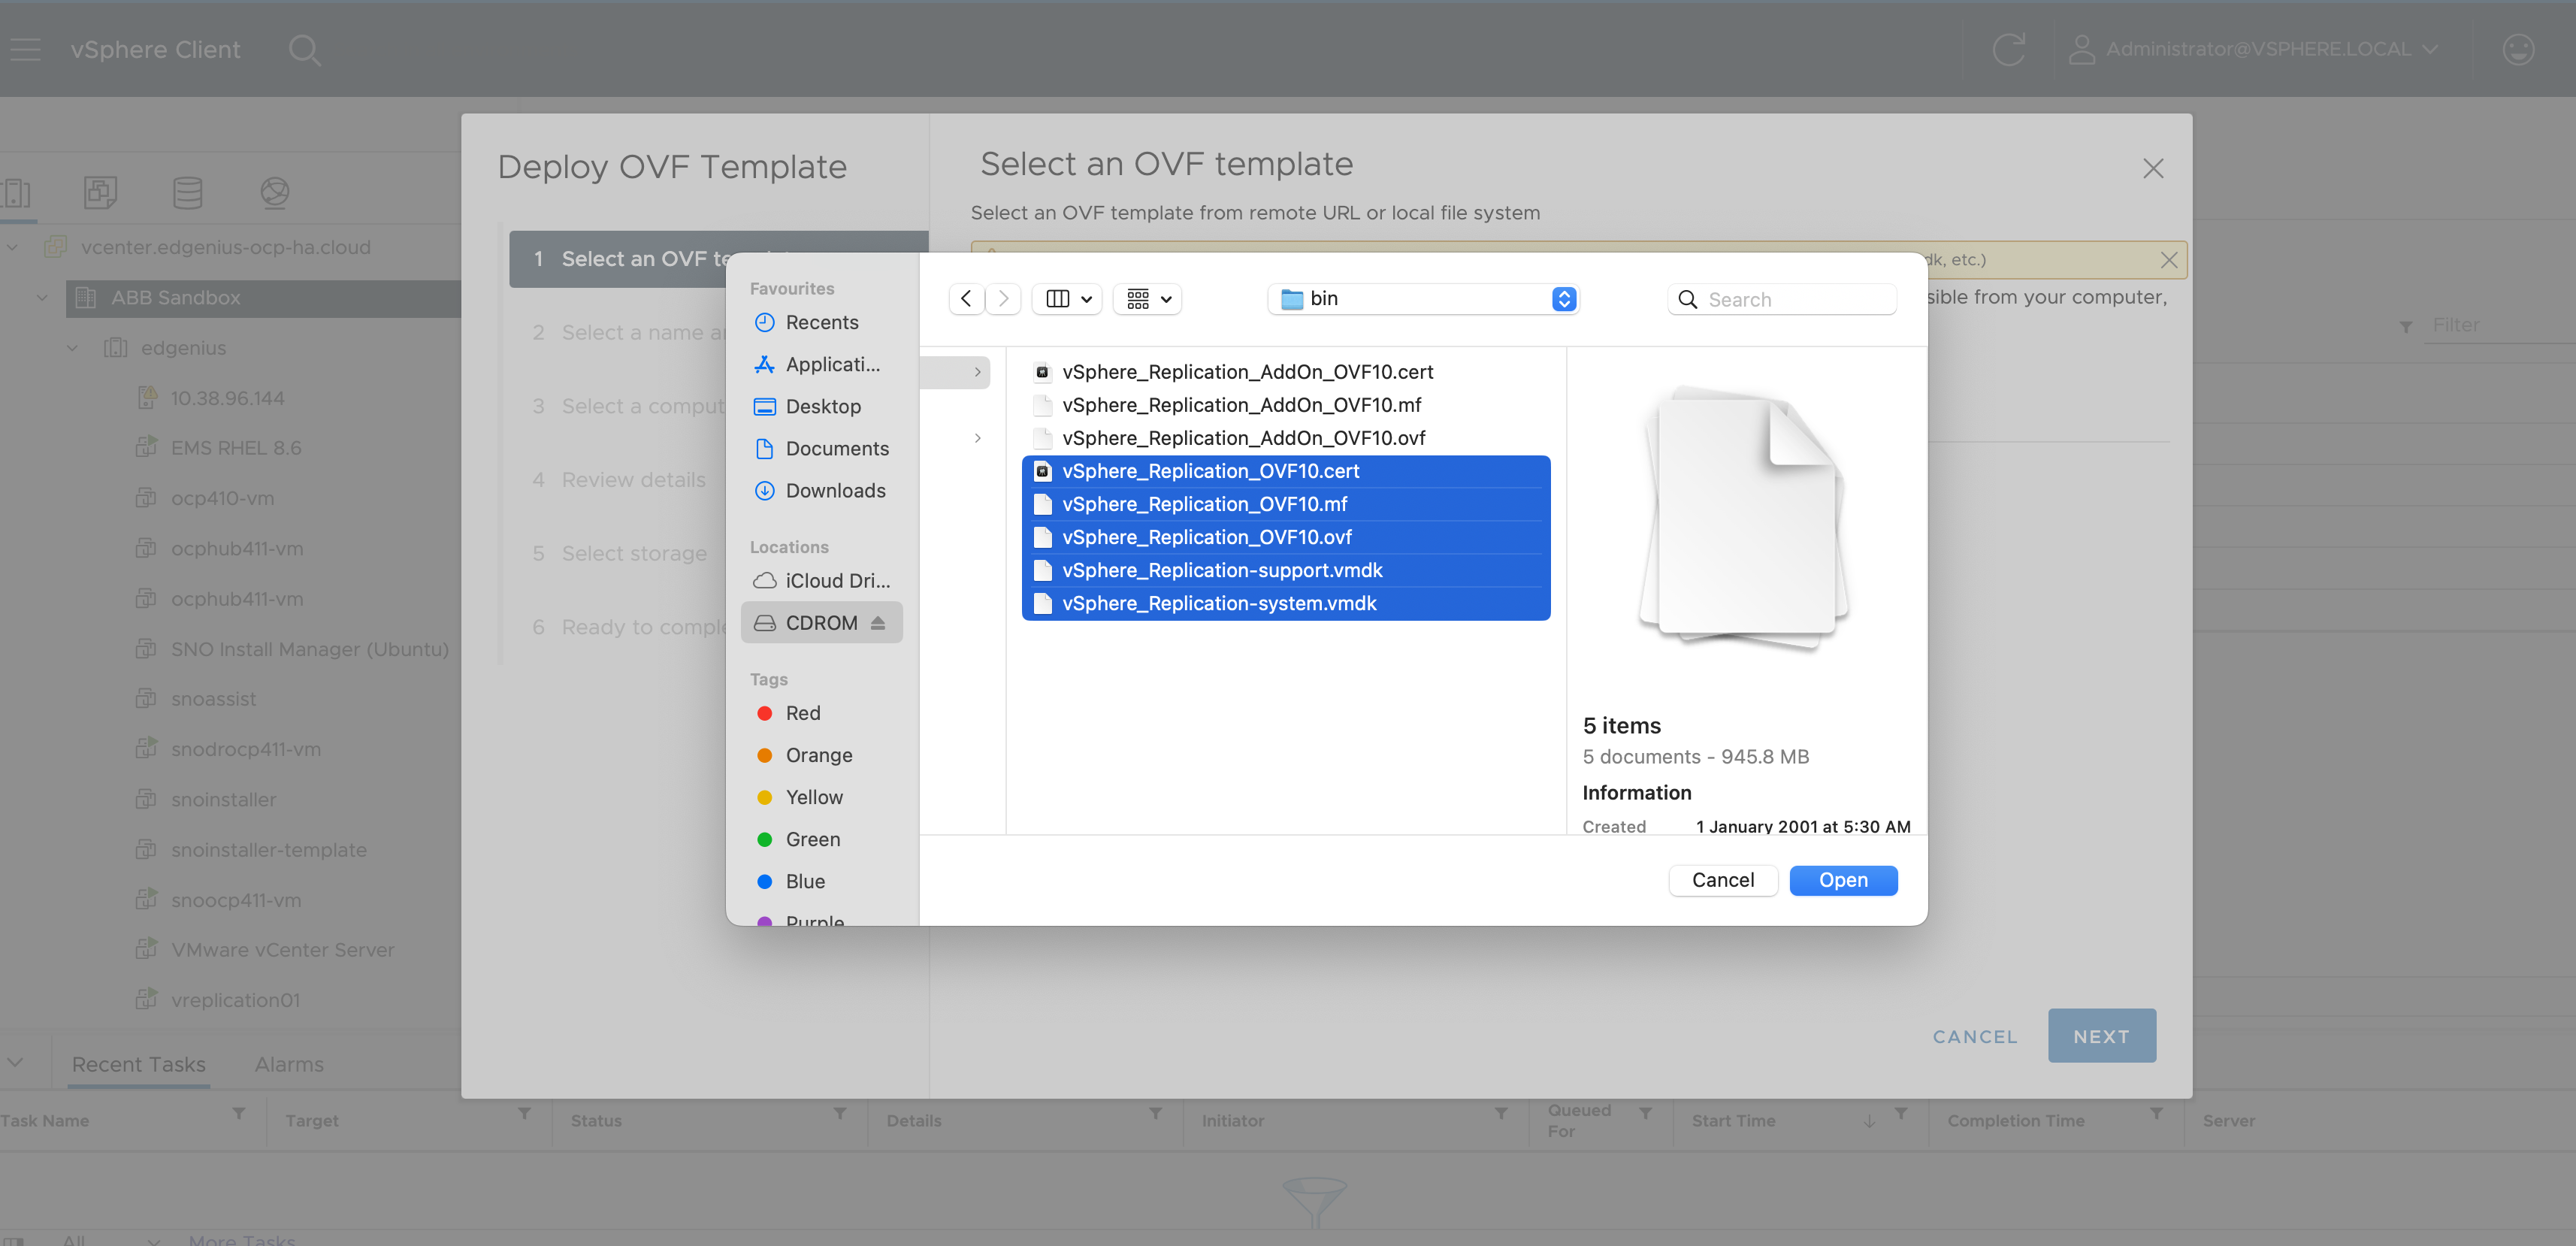 vSphere Client
Administrator@VSPHERE.LOCAL
vcenter.edgenius-ocp-ha.cloud
ABB Sandbox
edgenius
10.38.96.144
EMS RHEL 8.6
ocp410-vm
ocphub411-vm
ocphub411-vm
SNO Install Manager (Ubuntu)
snoassist
snodrocp411-vm
snoinstaller
snoinstaller-template
snoocp411-vm
VMware vCenter Server
vreplication01
Deploy OVF Template
1 Select an OVF
2 Select a name
3 Select a
4 Review details
5 Select storage
6 Ready to
Select an OVF template
Select an OVF template from remote URL or local file system
etc.)
from your computer,
Filter
Favourites
Recents
Applicati...
Desktop
Documents
Downloads
Locations
iCloud Dri...
CDROM
Tags
Red
Orange
Yellow
Green
Blue
Purple
bin
Search
vSphere_Replication_AddOn_OVF10.cert
vSphere_Replication_AddOn_OVF10.mf
vSphere_Replication_AddOn_OVF10.ovf
vSphere_Replication_OVF10.cert
vSphere_Replication_OVF10.mf
vSphere_Replication_OVF10.ovf
vSphere_Replication-support.vmdk
vSphere_Replication-system.vmdk
5 items
5 documents - 945.8 MB
Information
Created 1 January 2001 at 5:30 AM
Cancel Open
CANCEL NEXT
Recent Tasks Alarms
Task Name Target Status Details Initiator Queued For Start Time Completion Time Server
All More Tasks